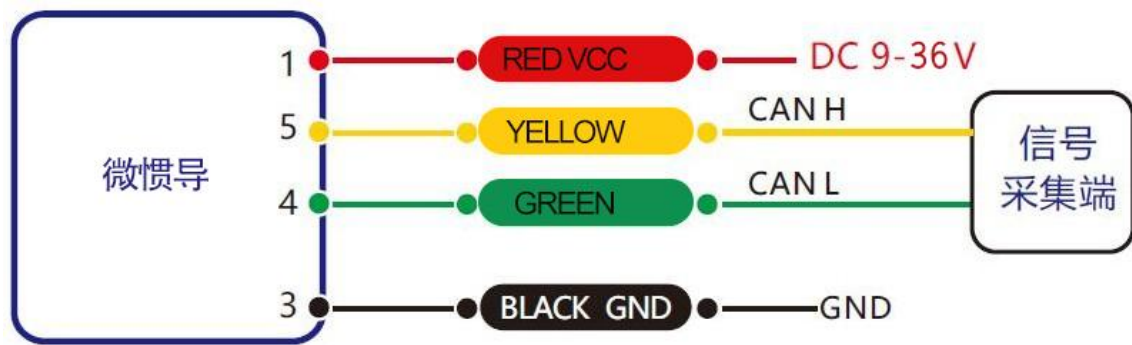 1 RED VCC DC 9-36V
5 YELLOW CAN H
微惯导
信号
采集端
4 GREEN CAN L
3 BLACK GND GND